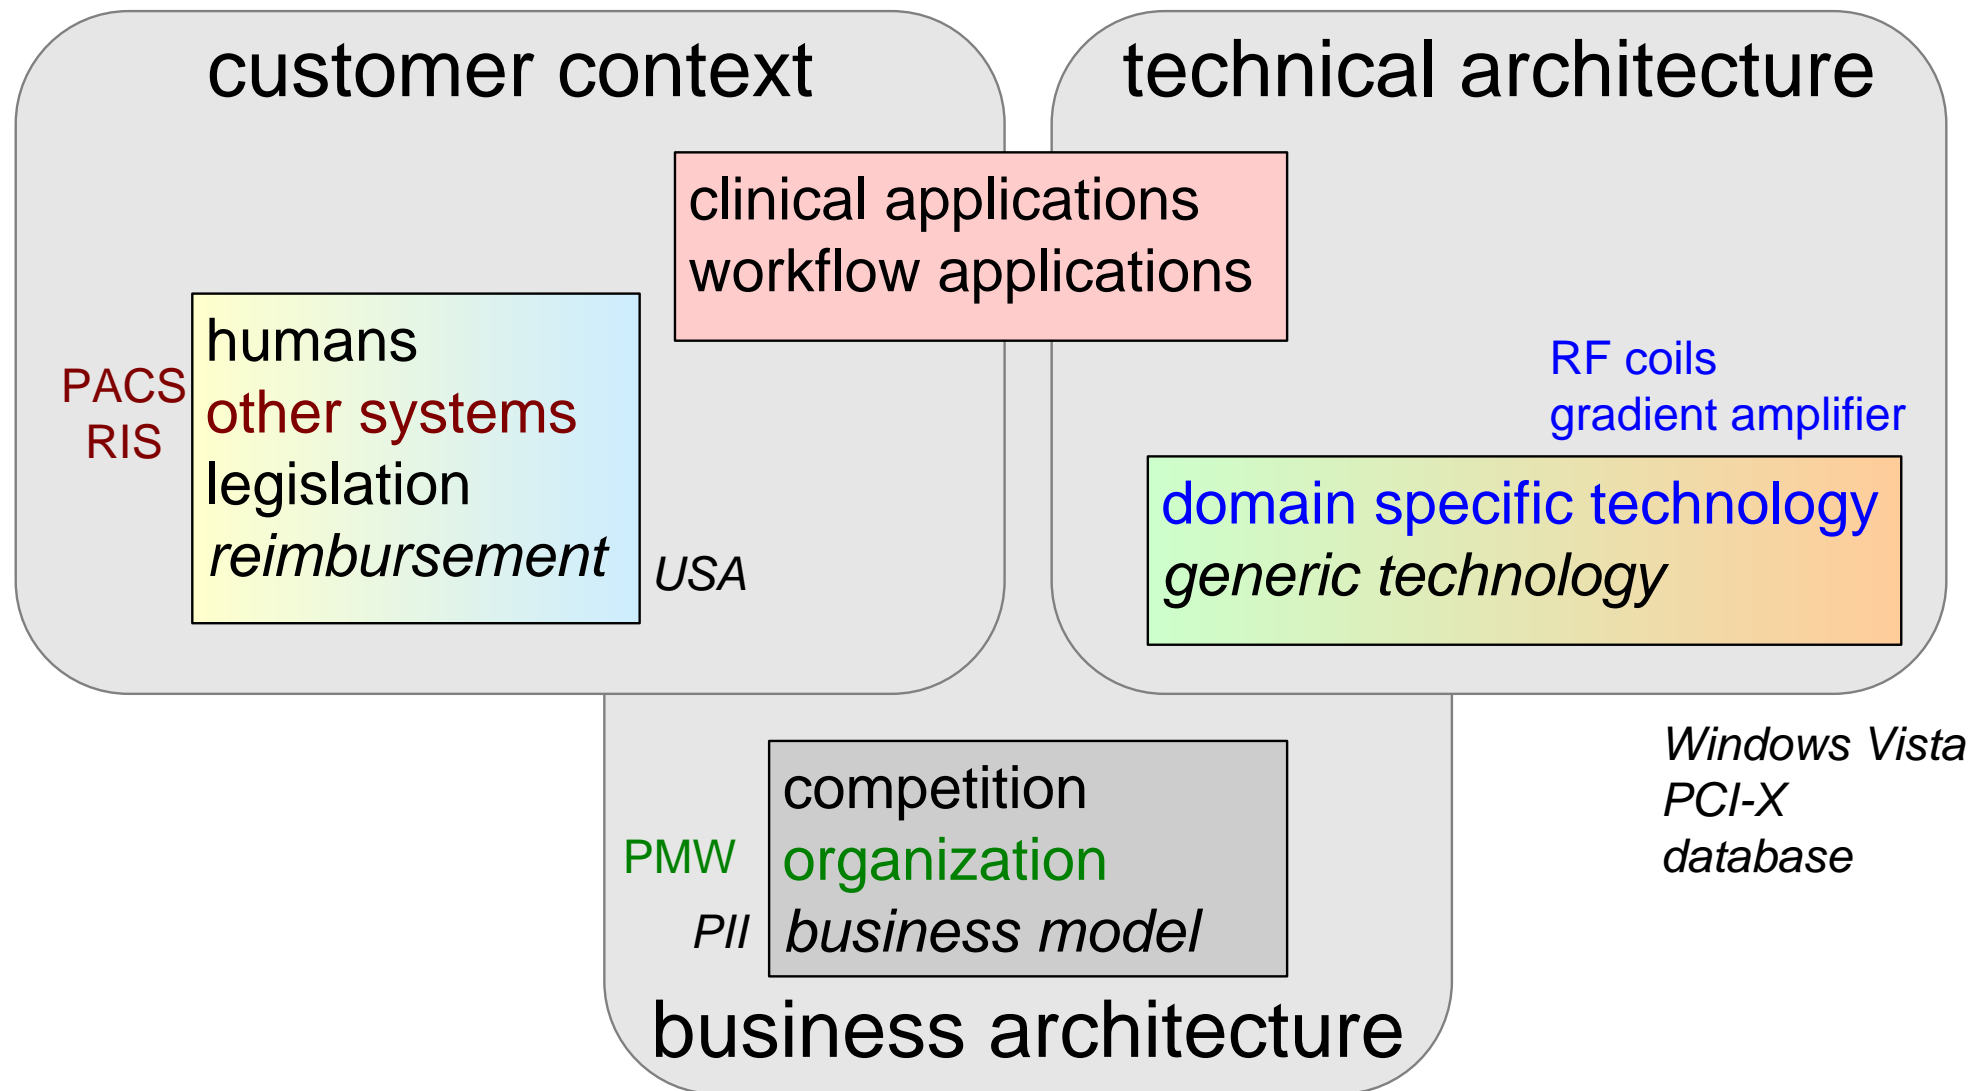 customer context
technical architecture
clinical applications
workflow applications
humans
other systems
legislation
reimbursement
PACS
RIS
USA
RF coils
gradient amplifier
domain specific technology
generic technology
Windows Vista
PCI-X
database
competition
organization
business model
PMW
PII
business architecture